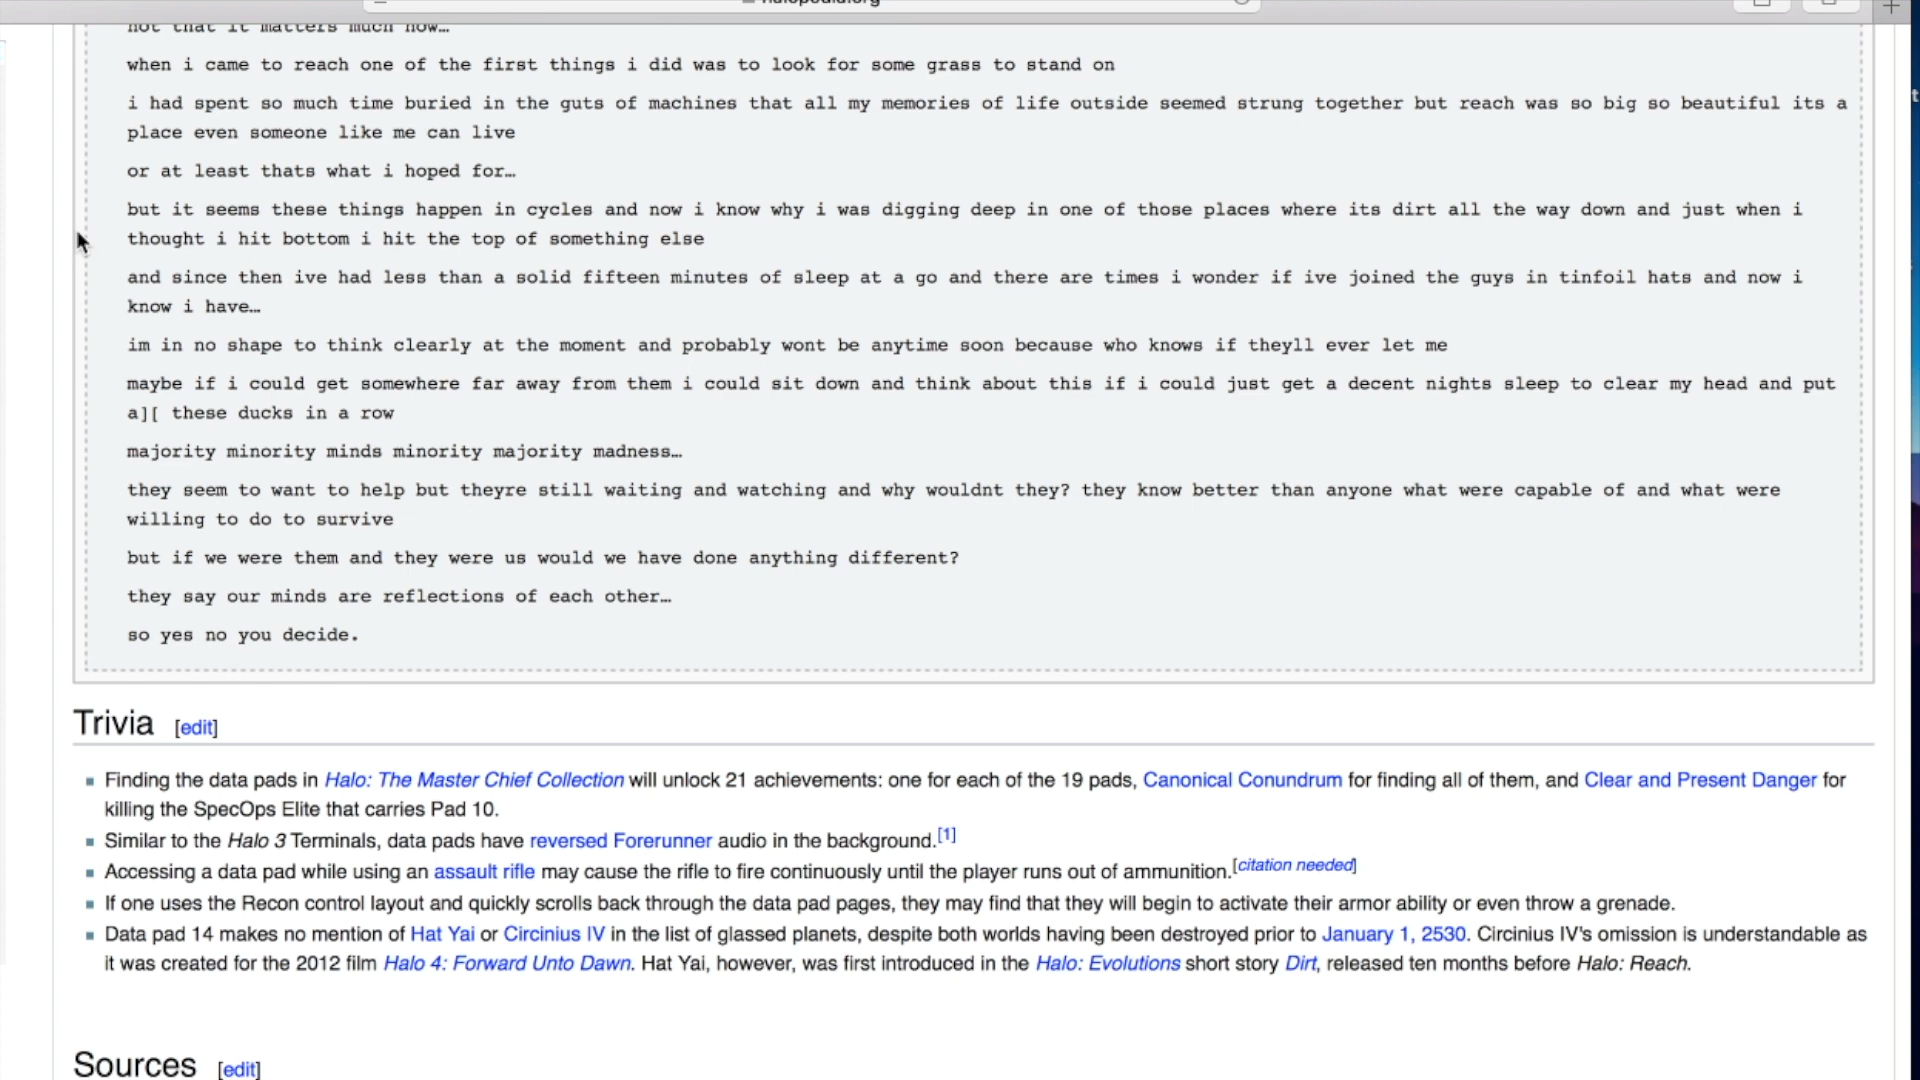 halopedia.org
not that it matters much now…
when i came to reach one of the first things i did was to look for some grass to stand on
i had spent so much time buried in the guts of machines that all my memories of life outside seemed strung together but reach was so big so beautiful its a
place even someone like me can live
or at least thats what i hoped for…
but it seems these things happen in cycles and now i know why i was digging deep in one of those places where its dirt all the way down and just when i
thought i hit bottom i hit the top of something else
and since then ive had less than a solid fifteen minutes of sleep at a go and there are times i wonder if ive joined the guys in tinfoil hats and now i
know i have…
im in no shape to think clearly at the moment and probably wont be anytime soon because who knows if theyll ever let me
maybe if i could get somewhere far away from them i could sit down and think about this if i could just get a decent nights sleep to clear my head and put
a][ these ducks in a row
majority minority minds minority majority madness…
they seem to want to help but theyre still waiting and watching and why wouldnt they? they know better than anyone what were capable of and what were
willing to do to survive
but if we were them and they were us would we have done anything different?
they say our minds are reflections of each other…
so yes no you decide.
Trivia [edit]
Finding the data pads in Halo: The Master Chief Collection will unlock 21 achievements: one for each of the 19 pads, Canonical Conundrum for finding all of them, and Clear and Present Danger for
killing the SpecOps Elite that carries Pad 10.
Similar to the Halo 3 Terminals, data pads have reversed Forerunner audio in the background.[1]
Accessing a data pad while using an assault rifle may cause the rifle to fire continuously until the player runs out of ammunition.[citation needed]
If one uses the Recon control layout and quickly scrolls back through the data pad pages, they may find that they will begin to activate their armor ability or even throw a grenade.
Data pad 14 makes no mention of Hat Yai or Circinius IV in the list of glassed planets, despite both worlds having been destroyed prior to January 1, 2530. Circinius IV's omission is understandable as
it was created for the 2012 film Halo 4: Forward Unto Dawn. Hat Yai, however, was first introduced in the Halo: Evolutions short story Dirt, released ten months before Halo: Reach.
Sources [edit]